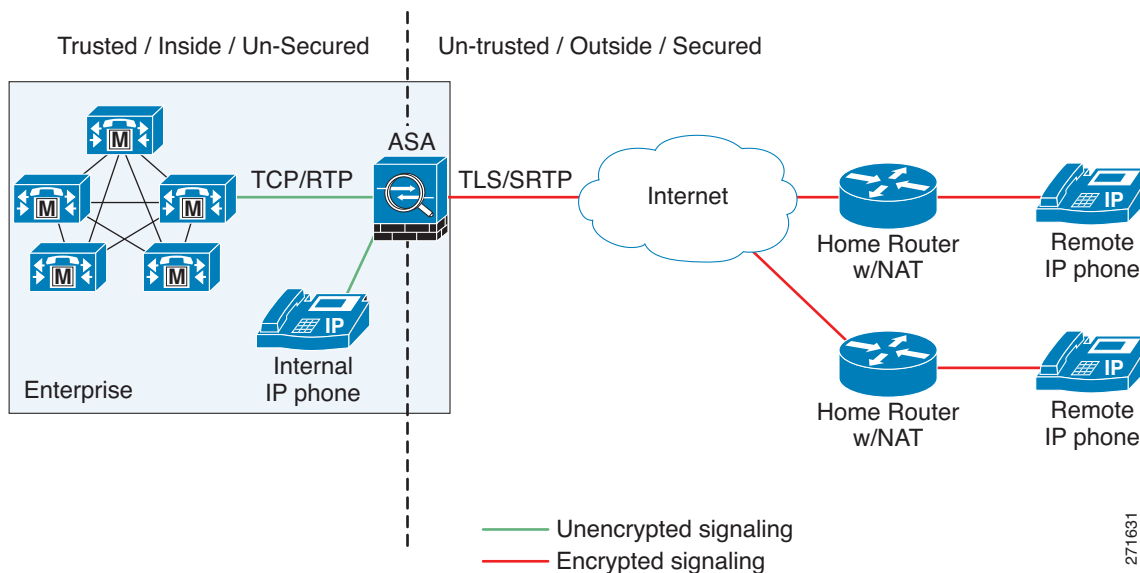 Trusted / Inside / Un-Secured
Un-trusted / Outside / Secured
M
M
M
M
M
TCP/RTP
ASA
TLS/SRTP
Internet
IP
Internal
IP phone
Enterprise
Home Router
w/NAT
IP
Remote
IP phone
Home Router
w/NAT
IP
Remote
IP phone
Unencrypted signaling
Encrypted signaling
271631